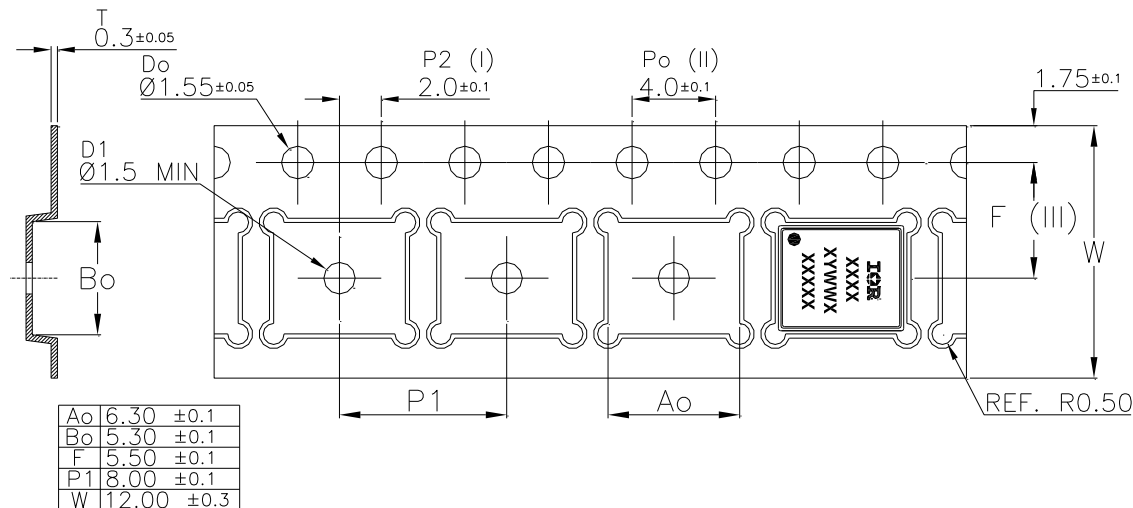 T
0.3±0.05
Do
Ø1.55±0.05
P2 (I)
2.0±0.1
Po (II)
4.0±0.1
1.75±0.1
D1
Ø1.5 MIN
F (III)
W
Bo
IOR
XXXX
XYWWX
XXXXX
P1
Ao
REF. R0.50
Ao 6.30 ±0.1
Bo 5.30 ±0.1
F 5.50 ±0.1
P1 8.00 ±0.1
W 12.00 ±0.3